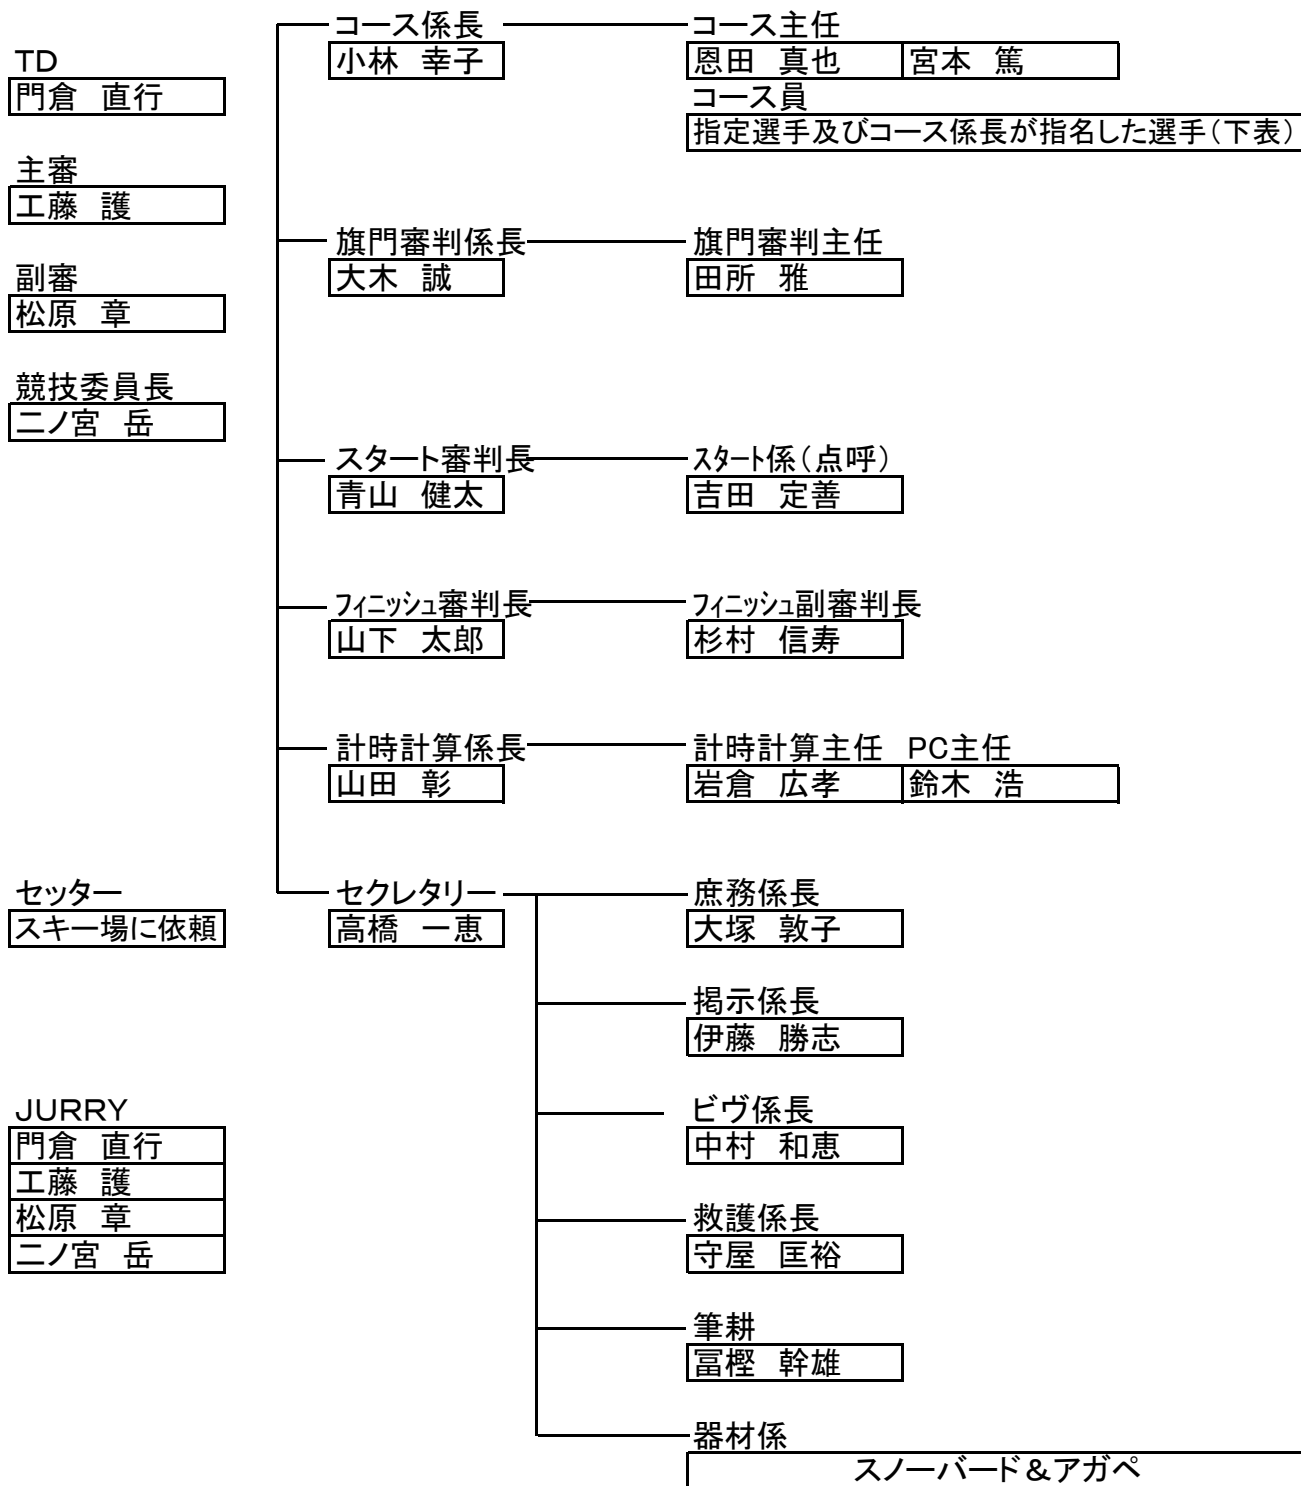 TD
門倉　直行
主審
工藤　護
副審
松原　章
競技委員長
二ノ宮　岳
セッター
スキー場に依頼
JURRY
門倉　直行
工藤　護
松原　章
二ノ宮　岳
コース係長
小林　幸子
コース主任
恩田　真也　宮本　篤
コース員
指定選手及びコース係長が指名した選手（下表）
旗門審判係長
大木　誠
旗門審判主任
田所　雅
スタート審判長
青山　健太
ｽﾀｰﾄ係（点呼）
吉田　定善
ﾌｨﾆｯｼｭ審判長
山下　太郎
ﾌｨﾆｯｼｭ副審判長
杉村　信寿
計時計算係長
山田　彰
計時計算主任　PC主任
岩倉　広孝　鈴木　浩
セクレタリー
高橋　一恵
庶務係長
大塚　敦子
掲示係長
伊藤　勝志
ビヴ係長
中村　和恵
救護係長
守屋　匡裕
筆耕
冨樫　幹雄
器材係
スノーバード＆アガペ